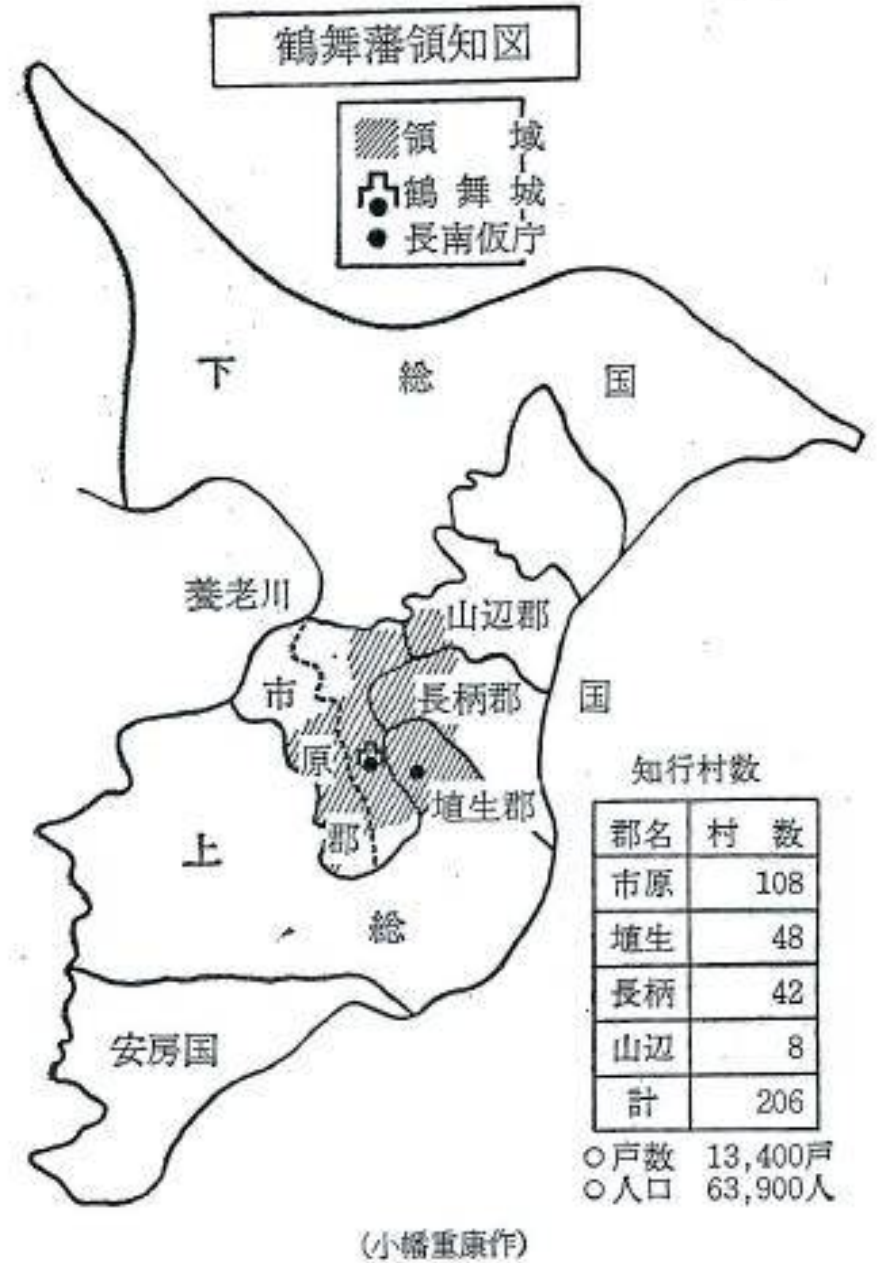 鶴舞藩領知図
領 域
鶴舞城
長南仮庁
下 総 国
養老川
山辺郡
市原郡
長柄郡
埴生郡
上 総 国
安房国
知行村数
郡名 村 数
市原 108
埴生 48
長柄 42
山辺 8
計 206
○戸数 13,400戸
○人口 63,900人
(小幡重康作)